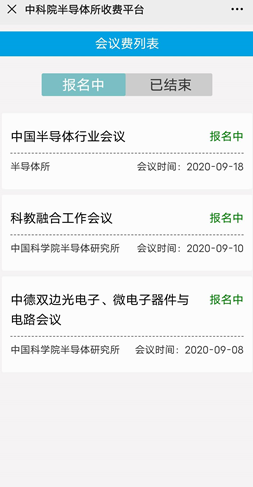 中科院半导体所收费平台
会议费列表
报名中 已结束
中国半导体行业会议 报名中
半导体所 会议时间：2020-09-18
科教融合工作会议 报名中
中国科学院半导体研究所 会议时间：2020-09-10
中德双边光电子、微电子器件与 报名中
电路会议
中国科学院半导体研究所 会议时间：2020-09-08